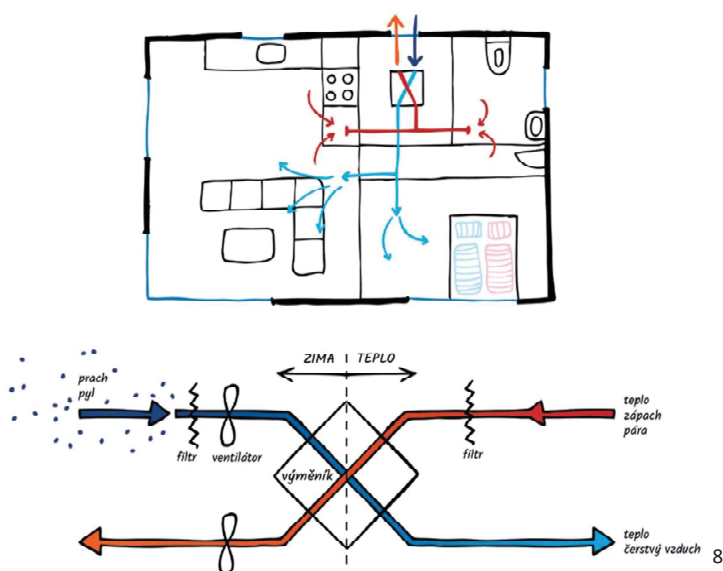 ZIMA TEPLO
prach
pyl
filtr
ventilátor
výměník
filtr
teplo
zápach
pára
teplo
čerstvý vzduch
8